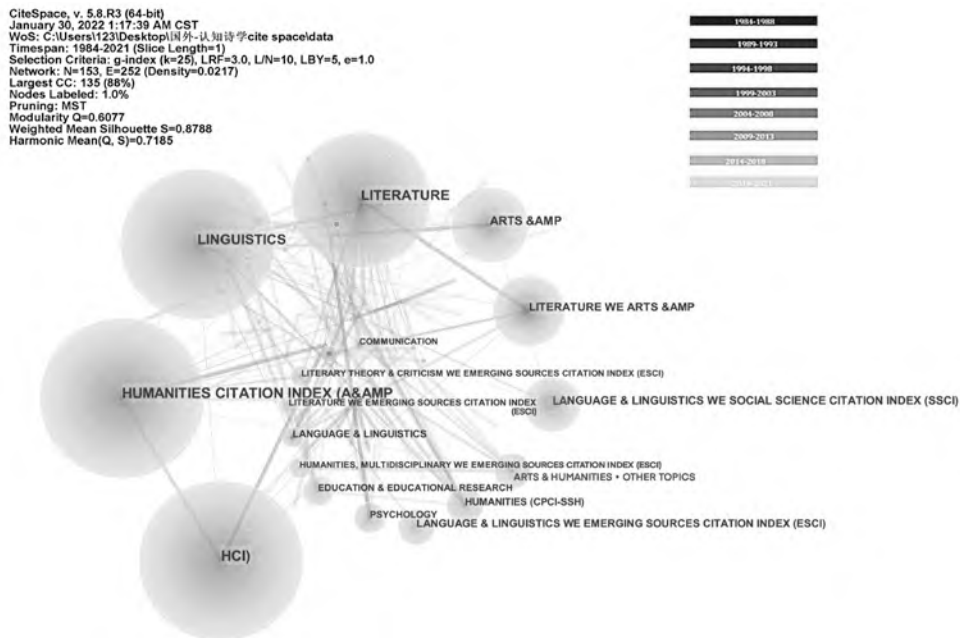 CiteSpace, v. 5.8.R3 (64-bit)
January 30, 2022 1:17:39 AM CST
WoS: C:\Users\123\Desktop\国外-认知诗学cite space\data
Timespan: 1984-2021 (Slice Length=1)
Selection Criteria: g-index (k=25), LRF=3.0, L/N=10, LBY=5, e=1.0
Network: N=153, E=252 (Density=0.0217)
Largest CC: 135 (88%)
Nodes Labeled: 1.0%
Pruning: MST
Modularity Q=0.6077
Weighted Mean Silhouette S=0.8788
Harmonic Mean(Q, S)=0.7185
1984-1988
1989-1993
1994-1998
1999-2003
2004-2008
2009-2013
2014-2018
LITERATURE
ARTS &AMP
LINGUISTICS
LITERATURE WE ARTS &AMP
COMMUNICATION
LITERARY THEORY & CRITICISM WE EMERGING SOURCES CITATION INDEX (ESCI)
HUMANITIES CITATION INDEX (A&AMP
LITERATURE WE EMERGING SOURCES CITATION INDEX
(ESCI)
LANGUAGE & LINGUISTICS WE SOCIAL SCIENCE CITATION INDEX (SSCI)
LANGUAGE & LINGUISTICS
HUMANITIES, MULTIDISCIPLINARY WE EMERGING SOURCES CITATION INDEX (ESCI)
ARTS & HUMANITIES - OTHER TOPICS
EDUCATION & EDUCATIONAL RESEARCH
HUMANITIES (CPCI-SSH)
PSYCHOLOGY
LANGUAGE & LINGUISTICS WE EMERGING SOURCES CITATION INDEX (ESCI)
HCI)